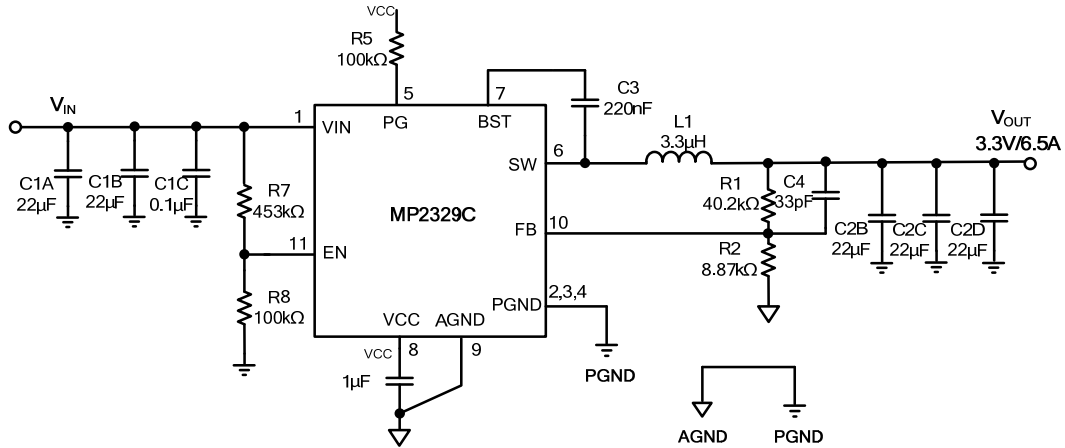 VCC
R5
100kΩ
5
7
C3
220nF
VIN
1
VIN
PG
BST
L1
3.3µH
VOUT
3.3V/6.5A
6
SW
C1A
22µF
C1B
22µF
C1C
0.1µF
R7
453kΩ
MP2329C
R1
40.2kΩ
C4
33pF
FB
10
C2B
22µF
C2C
22µF
C2D
22µF
11
EN
R2
8.87kΩ
R8
100kΩ
PGND
2,3,4
VCC
AGND
VCC
8
9
1µF
PGND
AGND
PGND